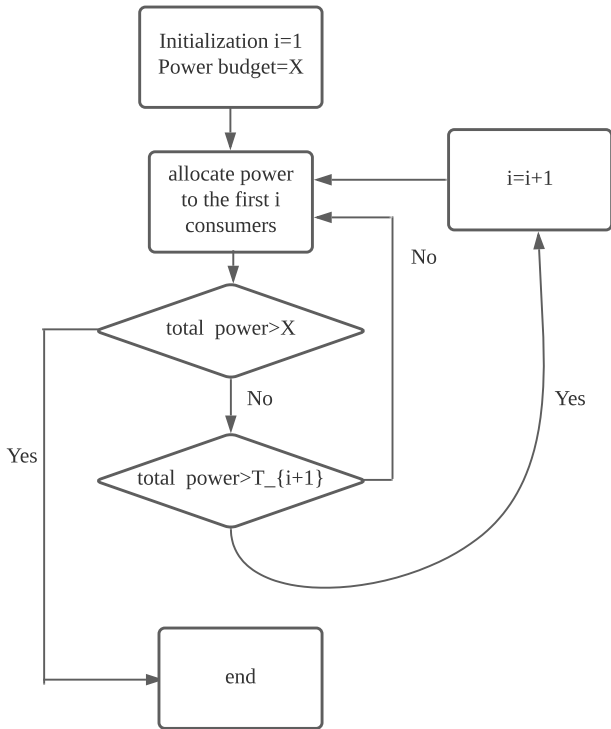 Initialization i=1
Power budget=X
allocate power
to the first i
consumers
i=i+1
No
total power>X
No
Yes
Yes
total power>T_{i+1}
end